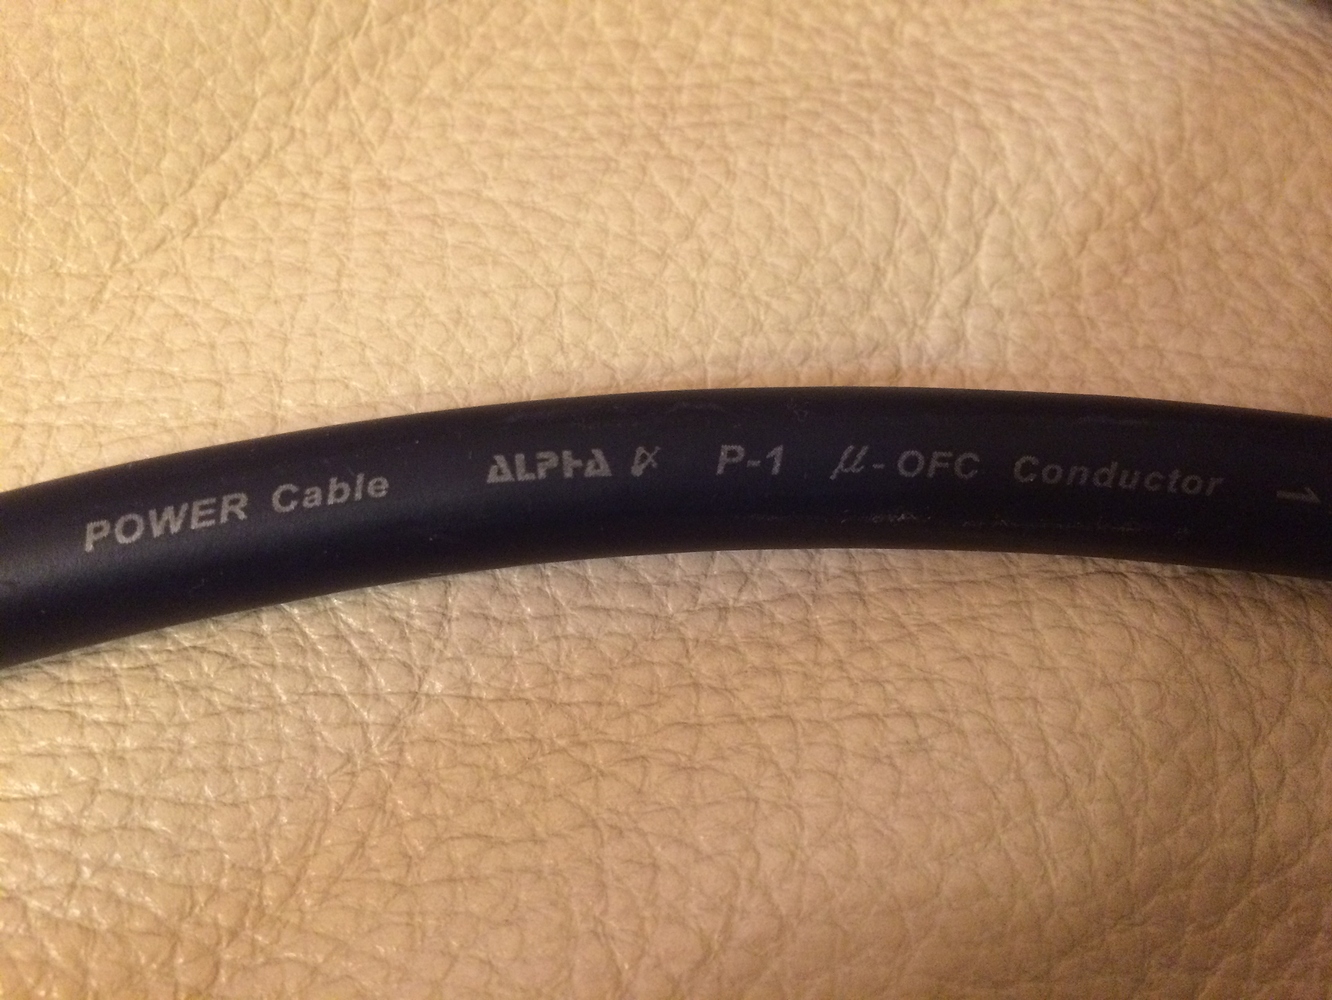 POWER Cable ALPHA α P-1 μ-OFC Conductor